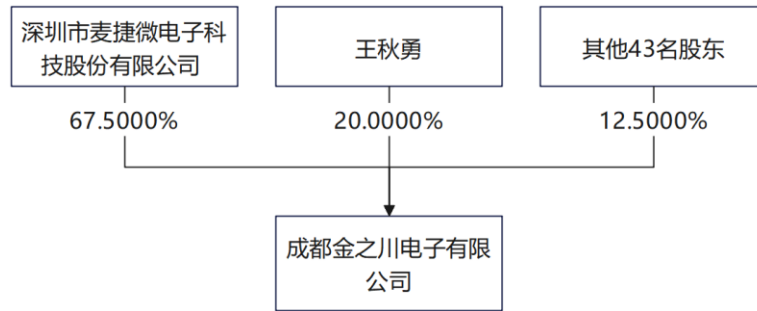 深圳市麦捷微电子科
技股份有限公司
王秋勇
其他43名股东
67.5000%
20.0000%
12.5000%
成都金之川电子有限
公司